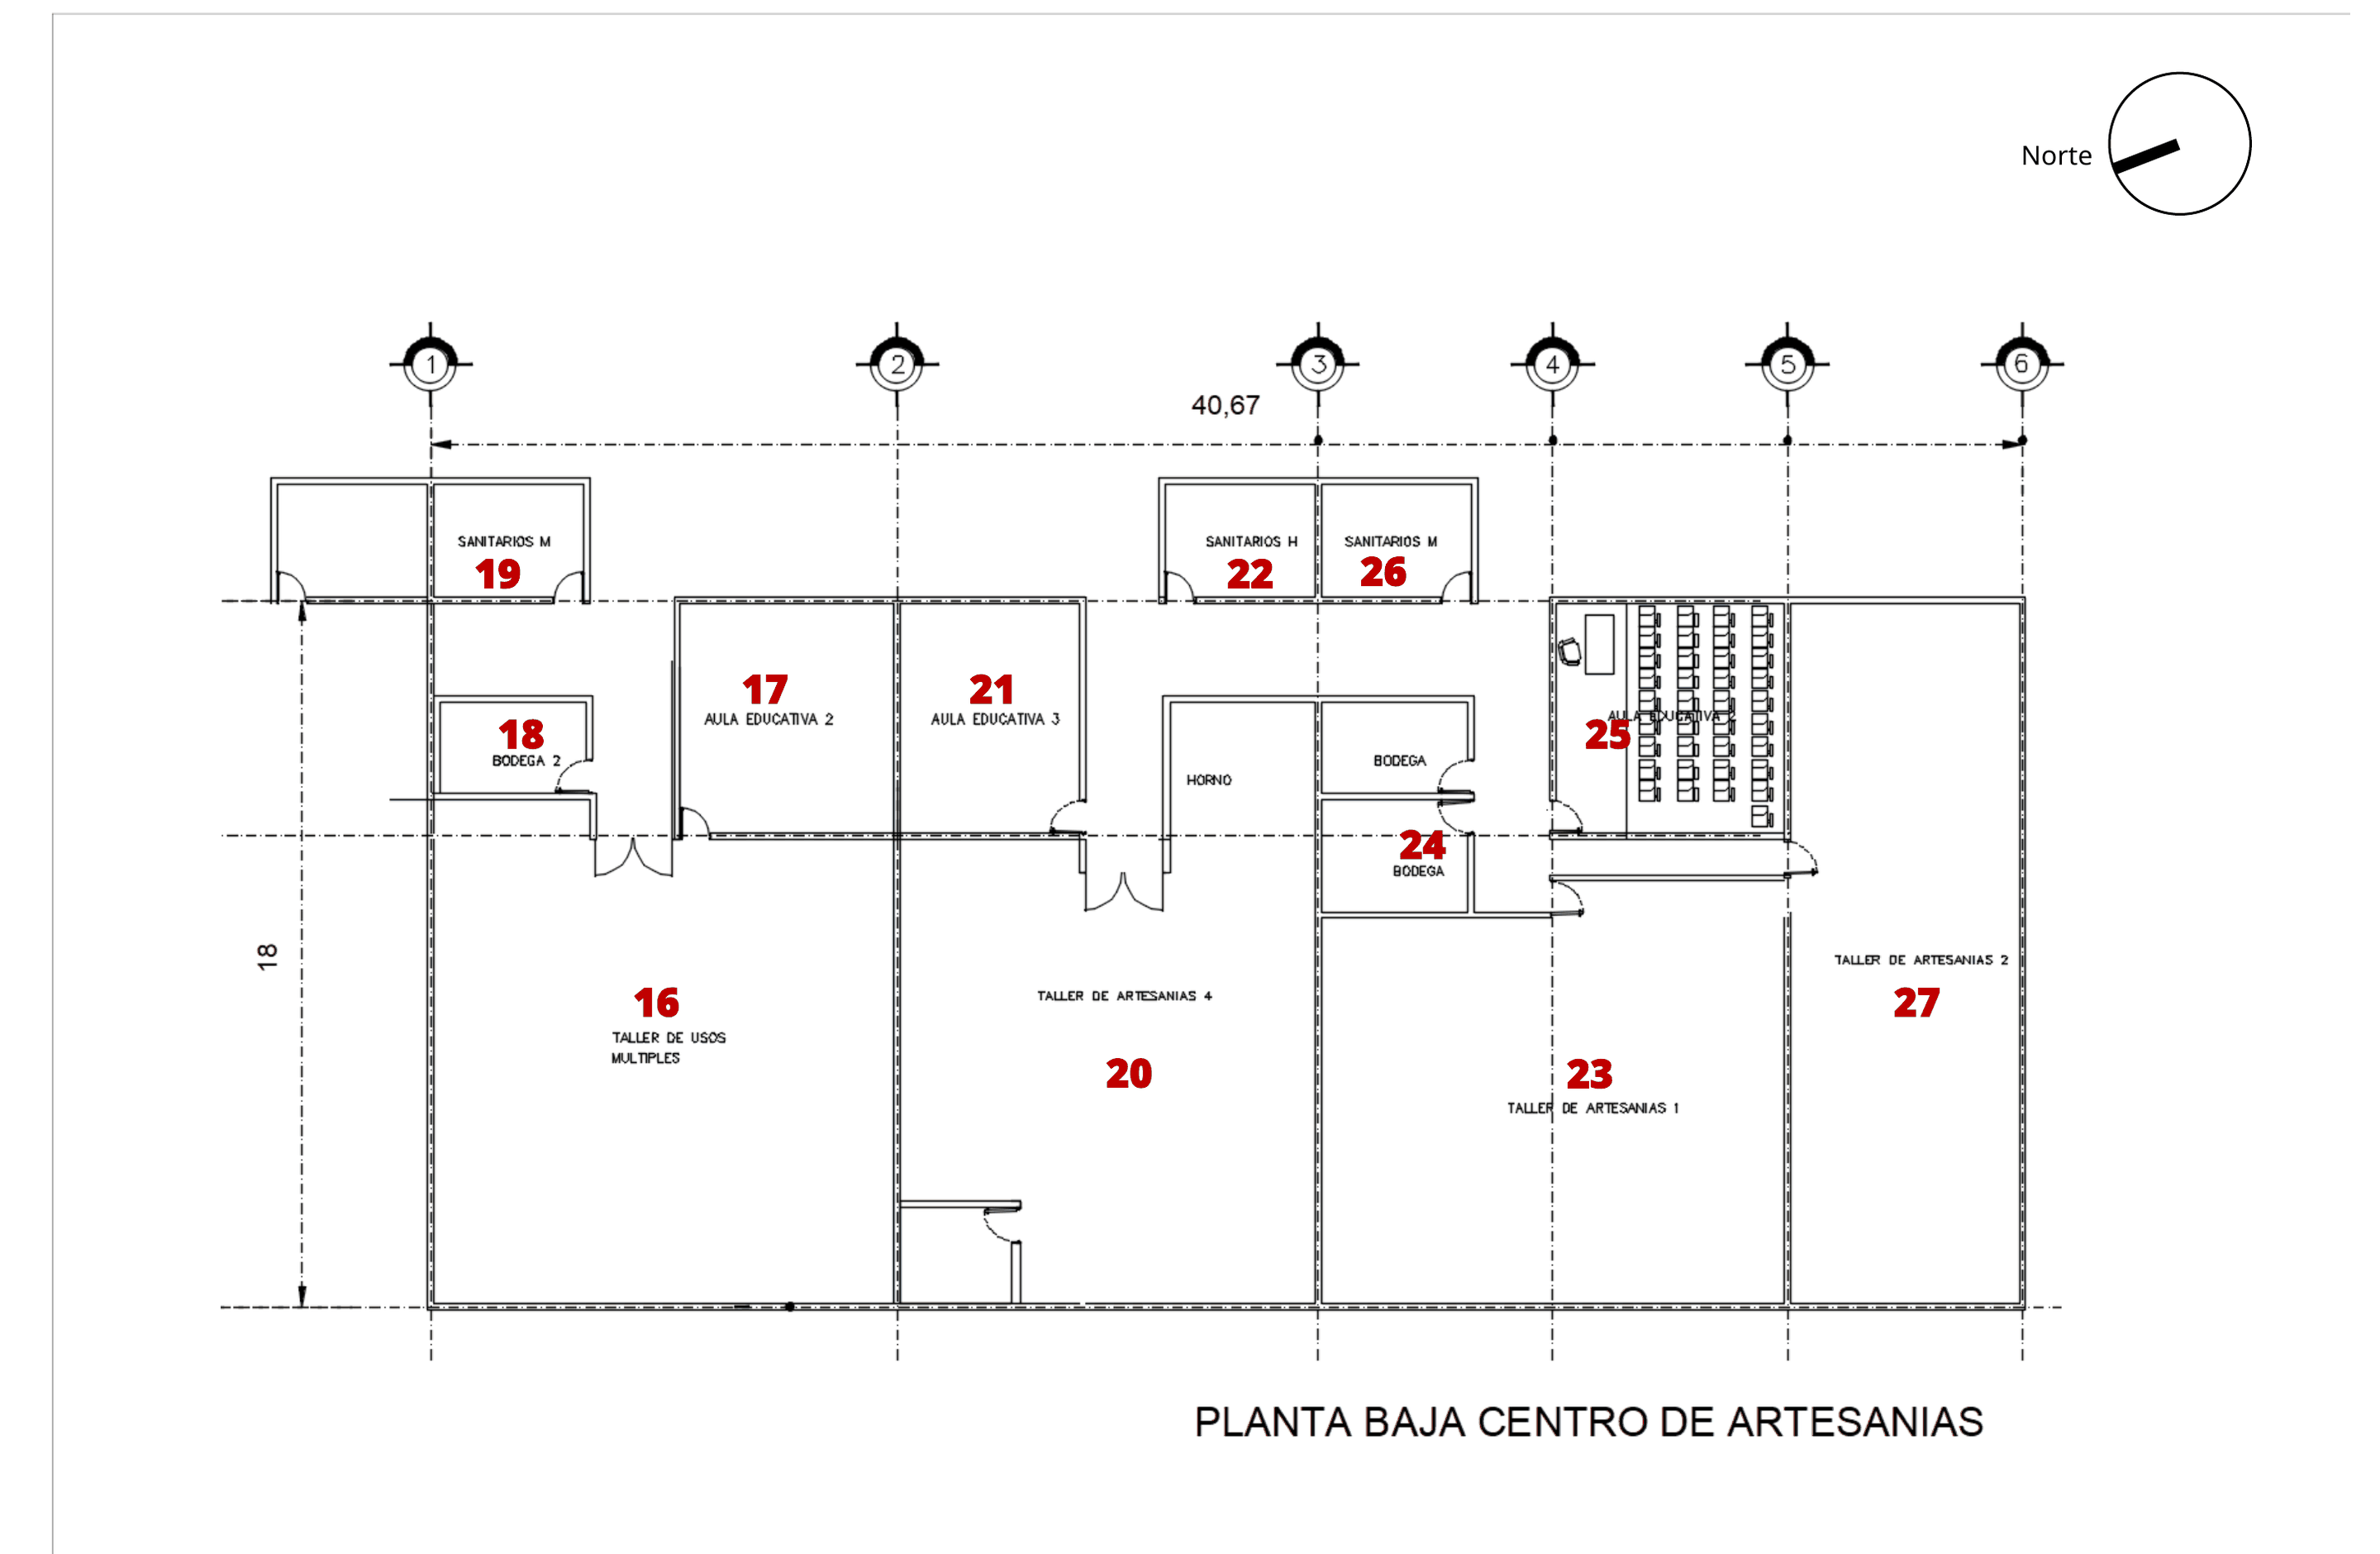 Norte
1
2
3
4
5
6
40,67
SANITARIOS M
19
SANITARIOS H
22
SANITARIOS M
26
17
AULA EDUCATIVA 2
21
AULA EDUCATIVA 3
18
BODEGA 2
HORNO
BODEGA
AULA EDUCATIVA 2
25
24
BODEGA
18
TALLER DE ARTESANIAS 2
27
TALLER DE ARTESANIAS 4
20
16
TALLER DE USOS
MULTIPLES
23
TALLER DE ARTESANIAS 1
PLANTA BAJA CENTRO DE ARTESANIAS